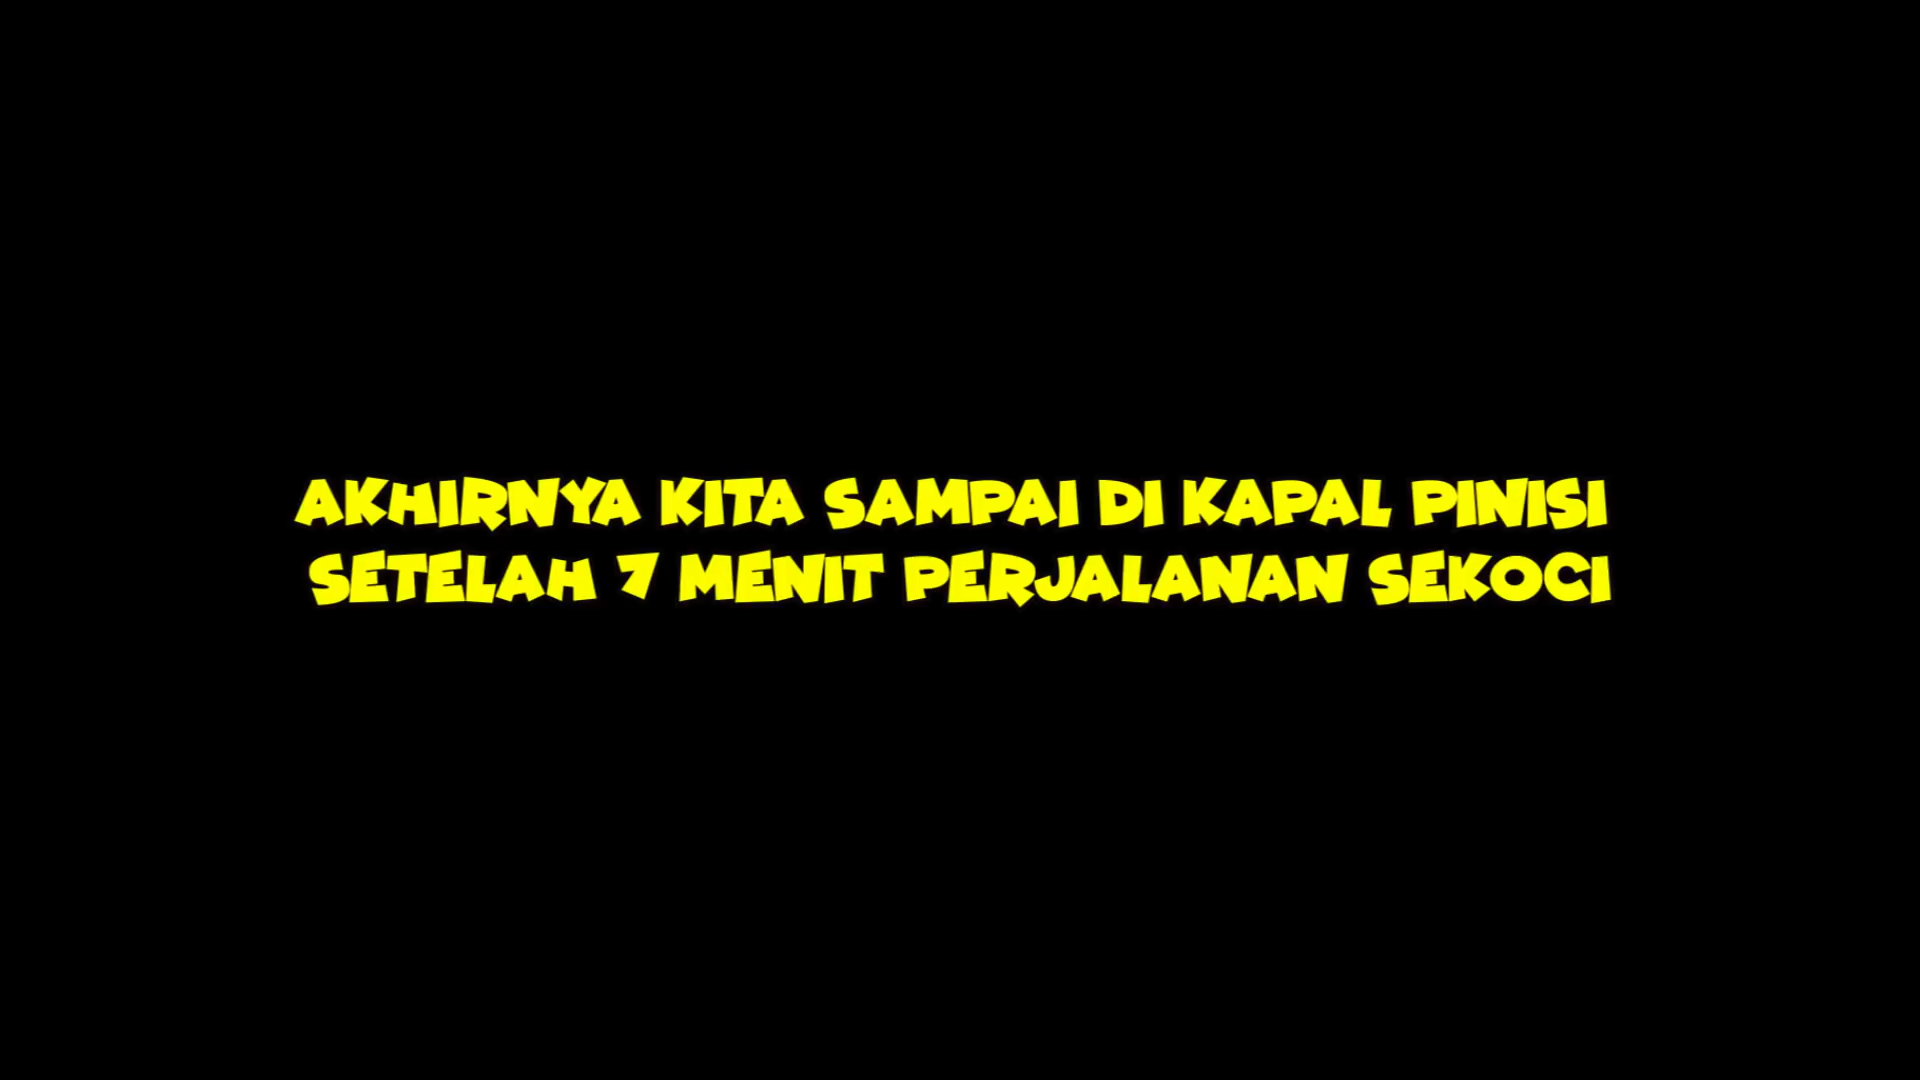 AKHIRNYA KITA SAMPAI DI KAPAL PINISI
SETELAH 7 MENIT PERJALANAN SEKOCI